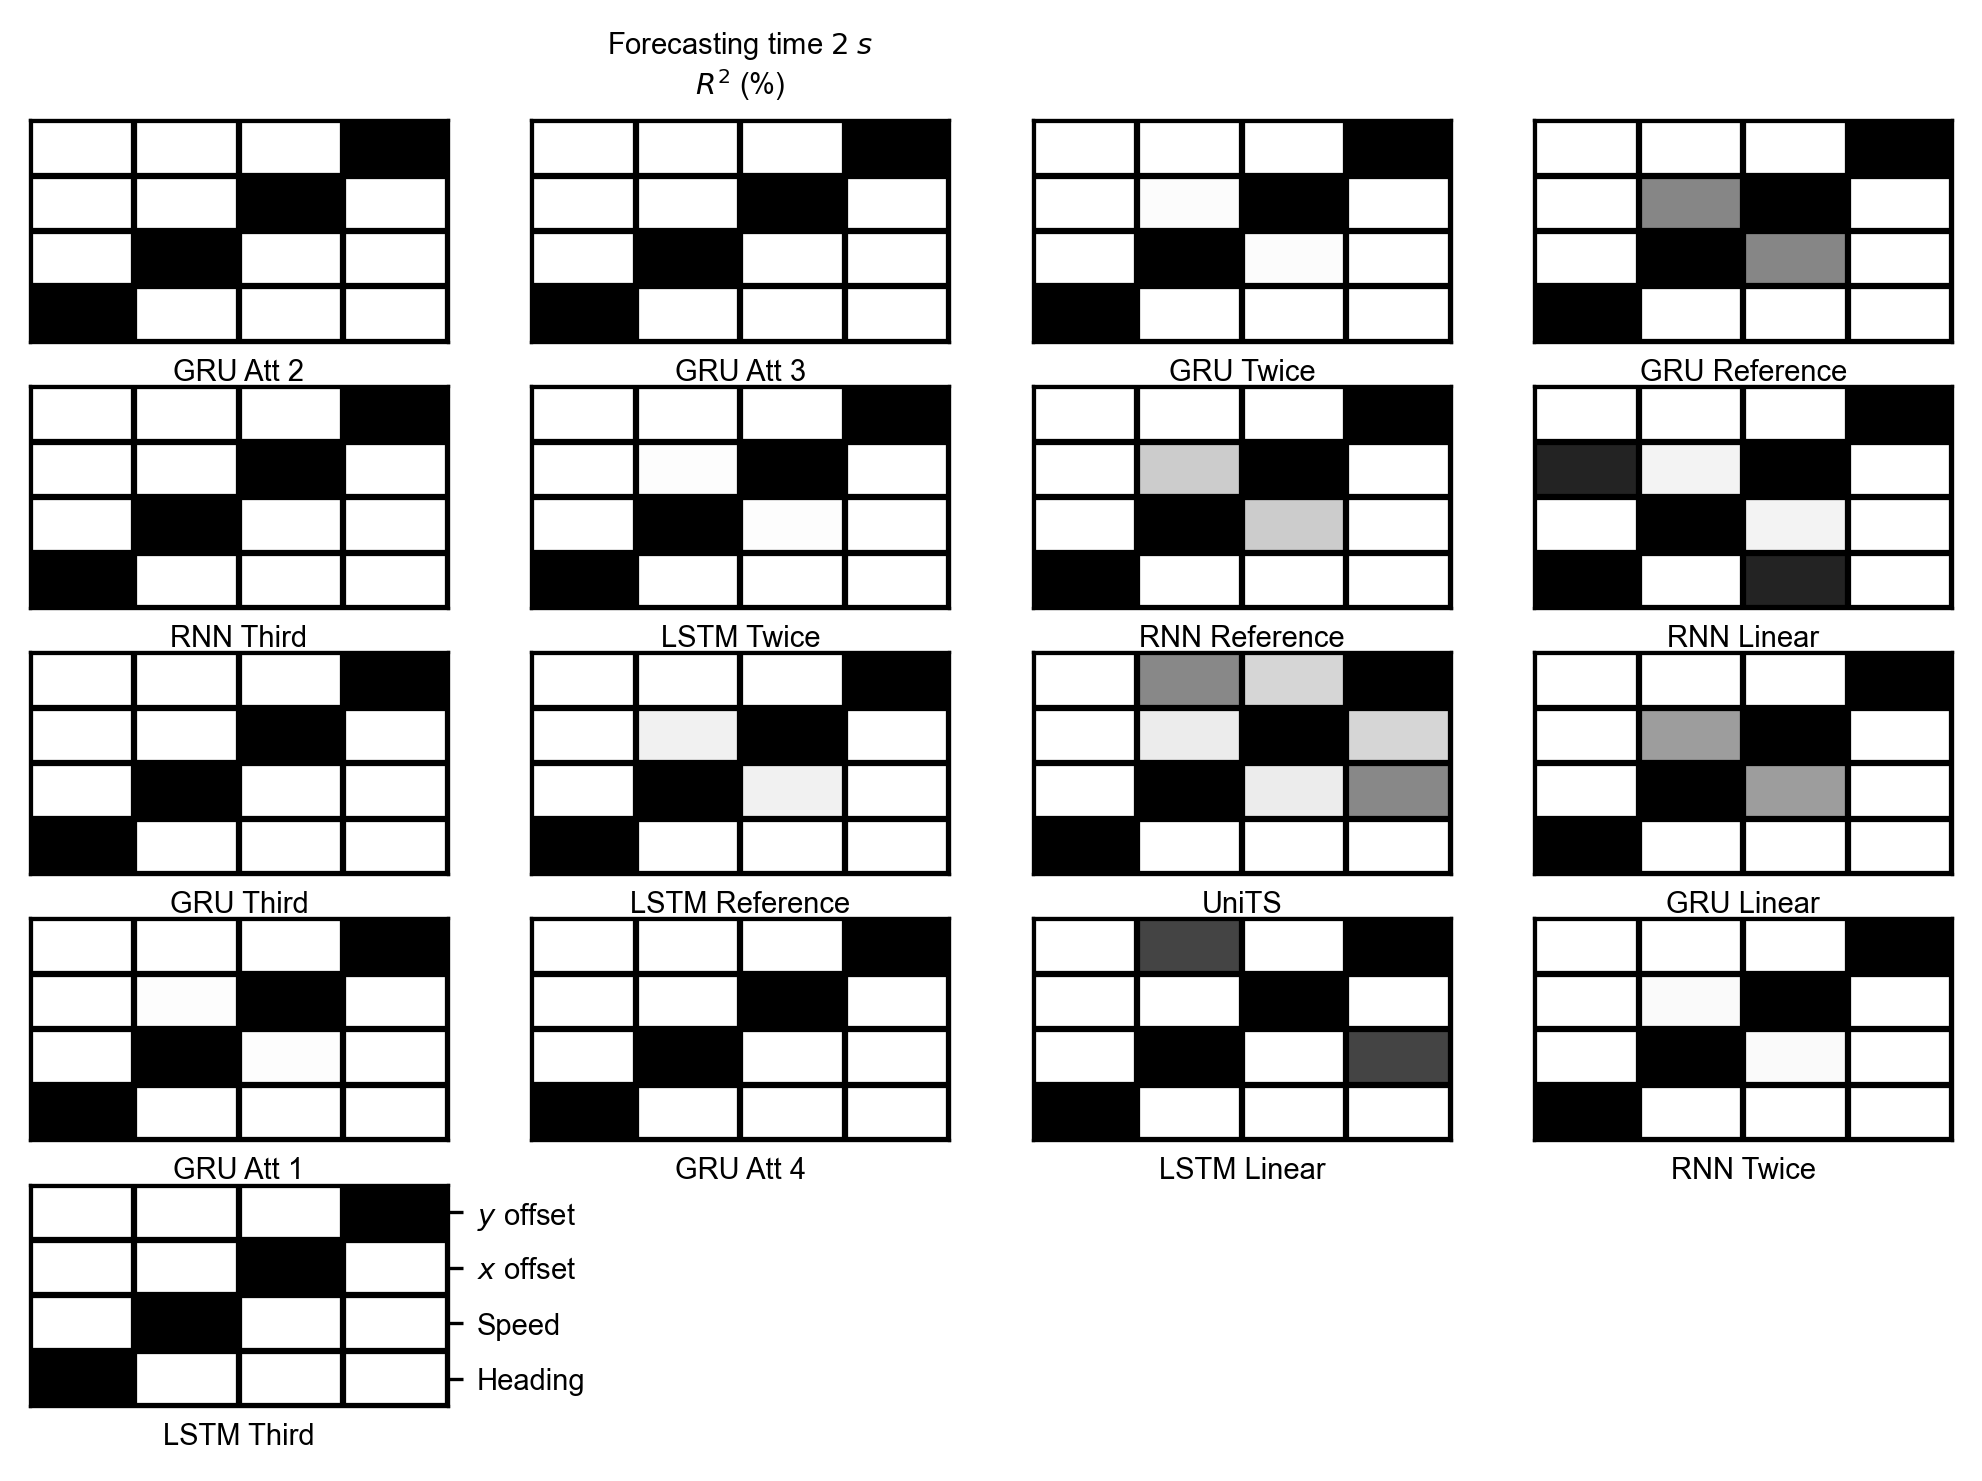 Forecasting time 2 s
R² (%)
GRU Att 2
GRU Att 3
GRU Twice
GRU Reference
RNN Third
LSTM Twice
RNN Reference
RNN Linear
GRU Third
LSTM Reference
UniTS
GRU Linear
GRU Att 1
GRU Att 4
LSTM Linear
RNN Twice
y offset
x offset
Speed
Heading
LSTM Third